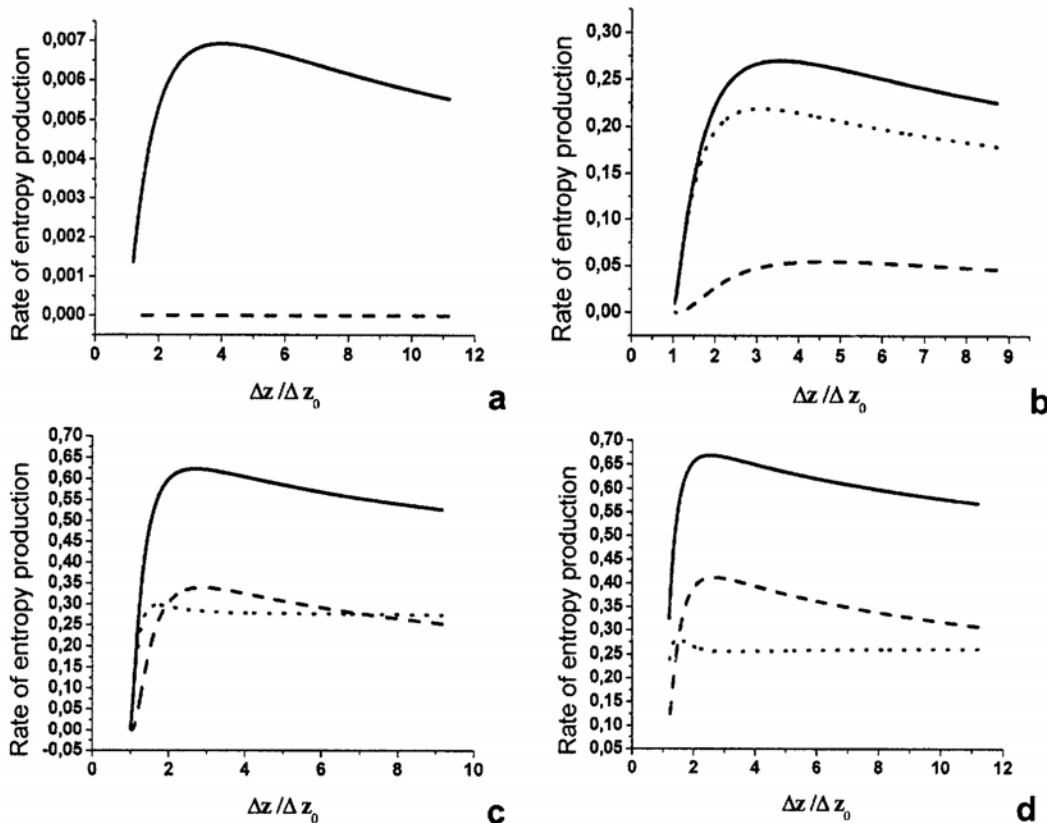 0,007
0,006
0,005
0,004
0,003
0,002
0,001
0,000
Rate of entropy production
0 2 4 6 8 10 12
Δz /Δ z₀
a
0,30
0,25
0,20
0,15
0,10
0,05
0,00
Rate of entropy production
0 1 2 3 4 5 6 7 8 9
Δz /Δ z₀
b
0,70
0,65
0,60
0,55
0,50
0,45
0,40
0,35
0,30
0,25
0,20
0,15
0,10
0,05
0,00
-0,05
Rate of entropy production
0 2 4 6 8 10
Δz /Δ z₀
c
0,70
0,65
0,60
0,55
0,50
0,45
0,40
0,35
0,30
0,25
0,20
0,15
0,10
0,05
Rate of entropy production
0 2 4 6 8 10 12
Δz /Δ z₀
d